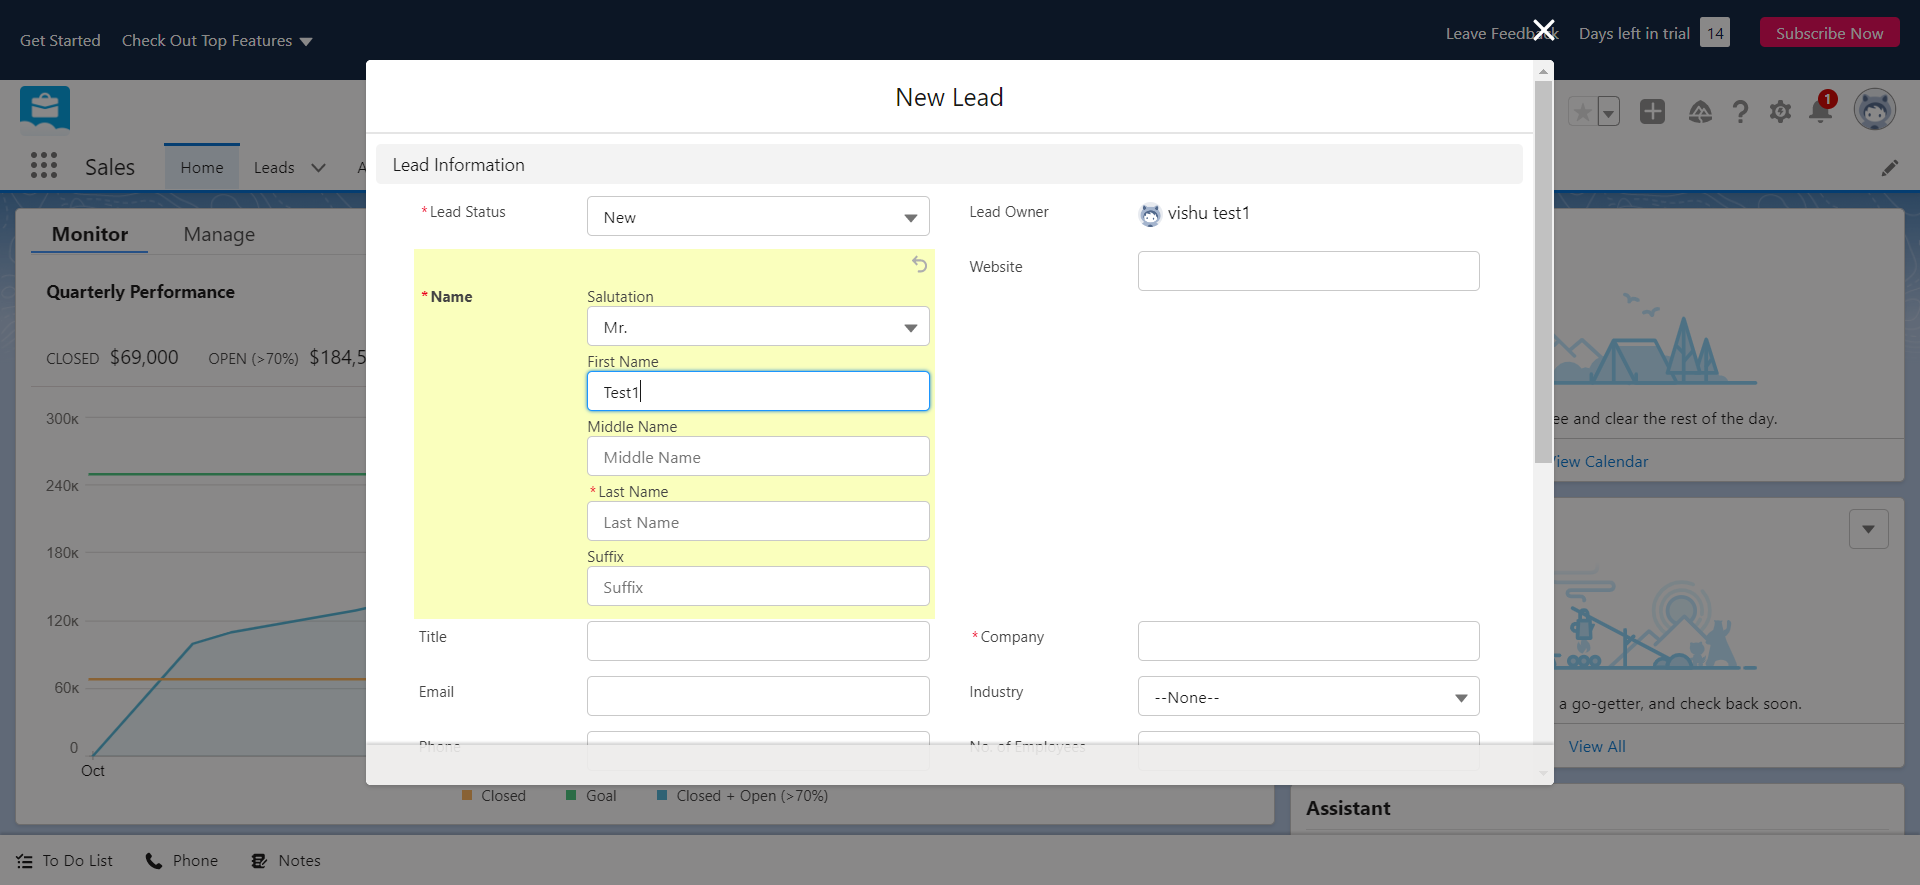 Get Started
Check Out Top Features
Leave Feedback
Days left in trial
14
Subscribe Now
1
Sales
Home
Leads
A
New Lead
Lead Information
*Lead Status
New
Lead Owner
vishu test1
Website
*Name
Salutation
Mr.
First Name
Test1
Middle Name
Middle Name
*Last Name
Last Name
Suffix
Suffix
Title
*Company
Email
Industry
--None--
Phone
No. of Employees
Monitor
Manage
Quarterly Performance
CLOSED $69,000
OPEN (>70%) $184,5
300K
240K
180K
120K
60K
0
Oct
Closed
Goal
Closed + Open (>70%)
ee and clear the rest of the day.
View Calendar
a go-getter, and check back soon.
View All
Assistant
To Do List
Phone
Notes